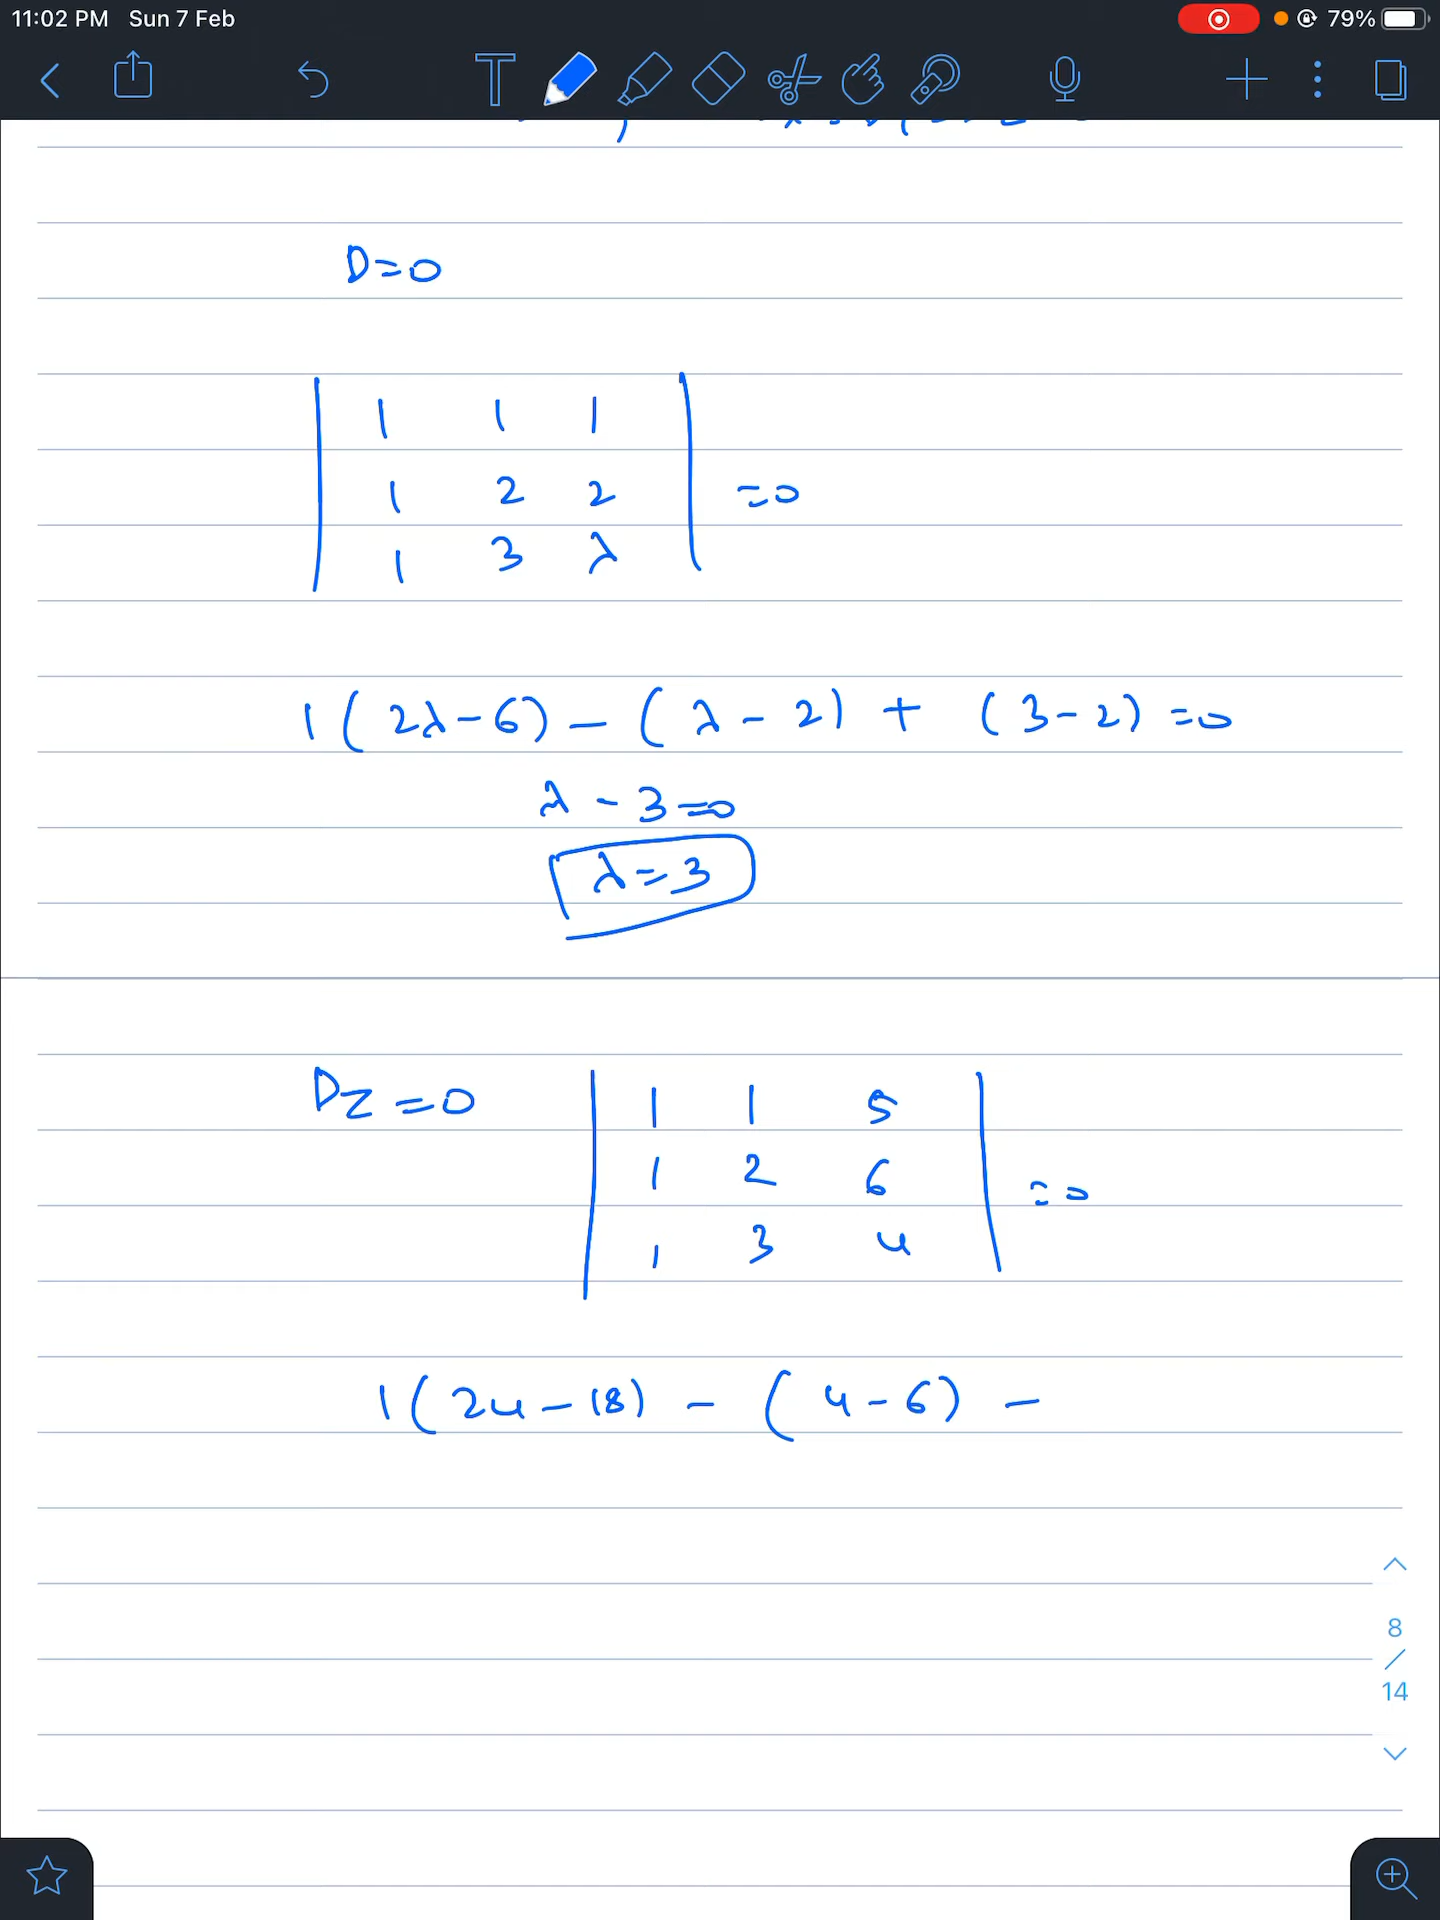 11:02 PM Sun 7 Feb 79%
T
D=0
1 1 1
1 2 2 =0
1 3 λ
1(2λ-6)-(λ-2)+(3-2)=0
λ-3=0
λ=3
Dz=0
1 1 5
1 2 6 =0
1 3 4
1(24-18)-(4-6)-
8
/
14